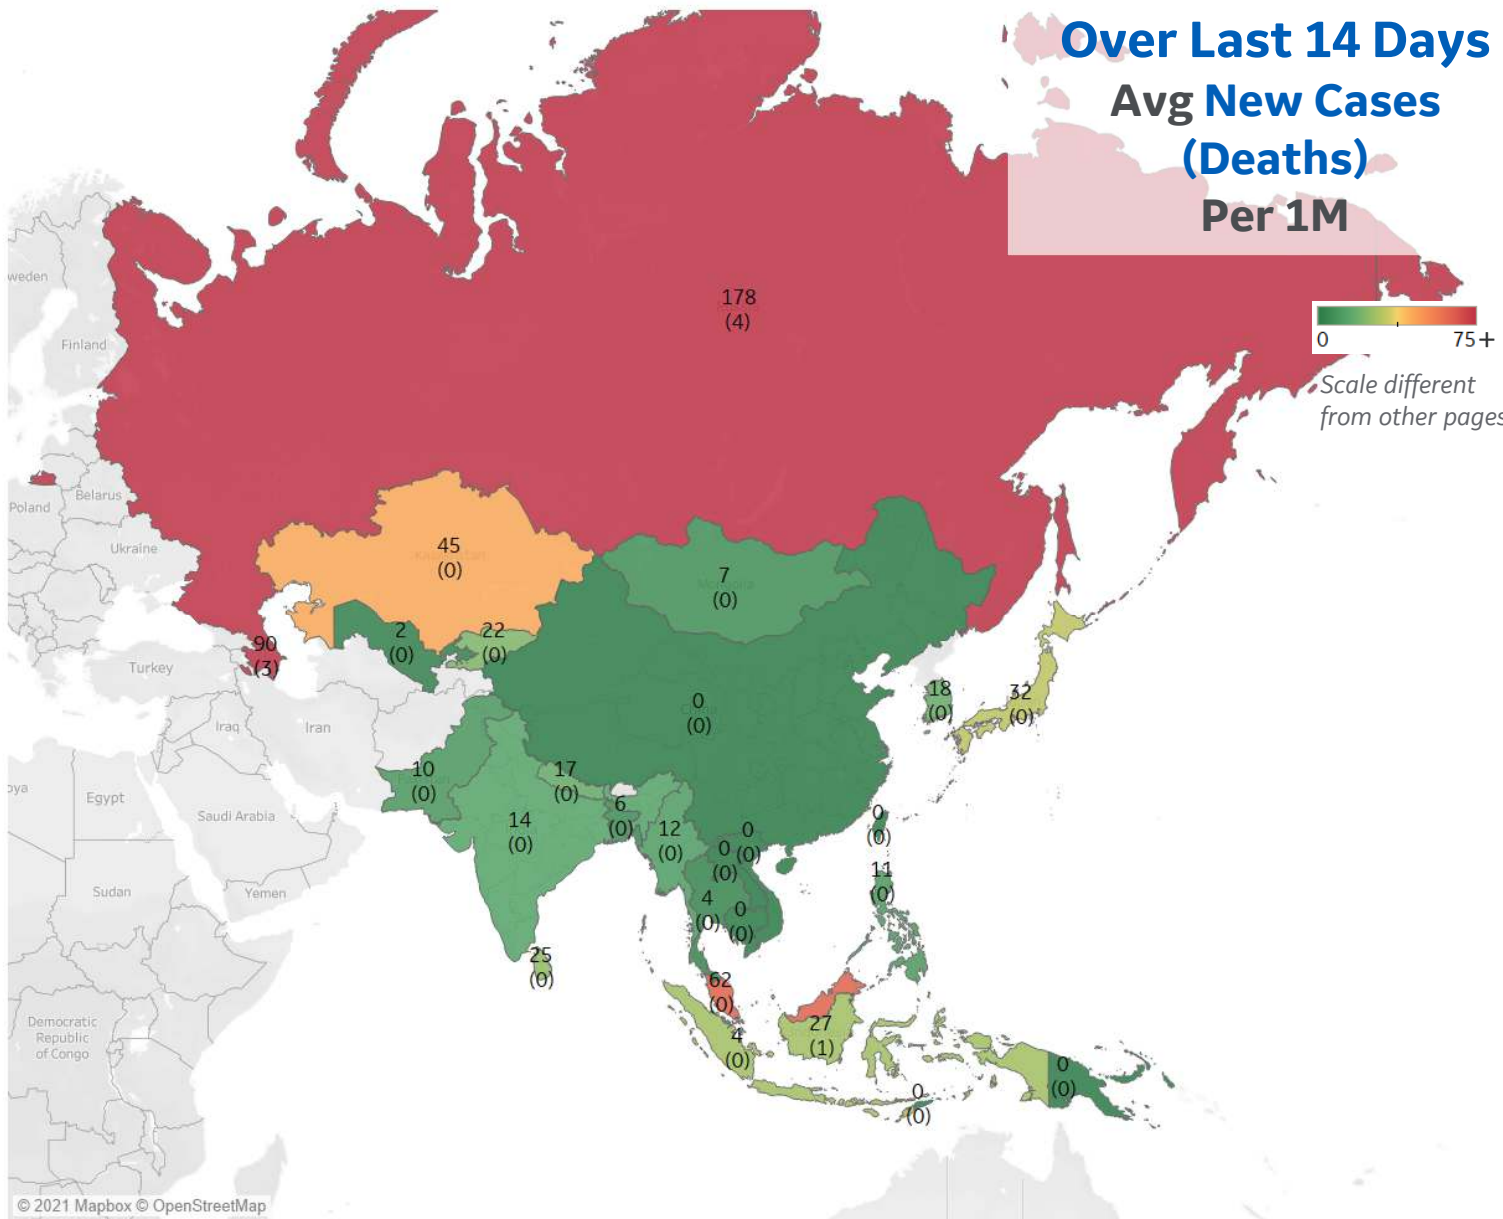 Over Last 14 Days
Avg New Cases
(Deaths)
Per 1M
0 75+
Scale different
from other pages
178
(4)
weden
Finland
Belarus
Poland
Ukraine
45
(0)
7
(0)
2
(0)
22
(0)
90
(3)
Turkey
Iraq
Iran
0
(0)
18
(0)
32
(0)
10
(0)
17
(0)
oya
Egypt
Saudi Arabia
14
(0)
6
(0)
12
(0)
0
(0)
0
(0)
0
(0)
11
(0)
Sudan
Yemen
4
(0)
0
(0)
25
(0)
62
(0)
Democratic
Republic
of Congo
4
(0)
27
(1)
0
(0)
0
(0)
© 2021 Mapbox © OpenStreetMap